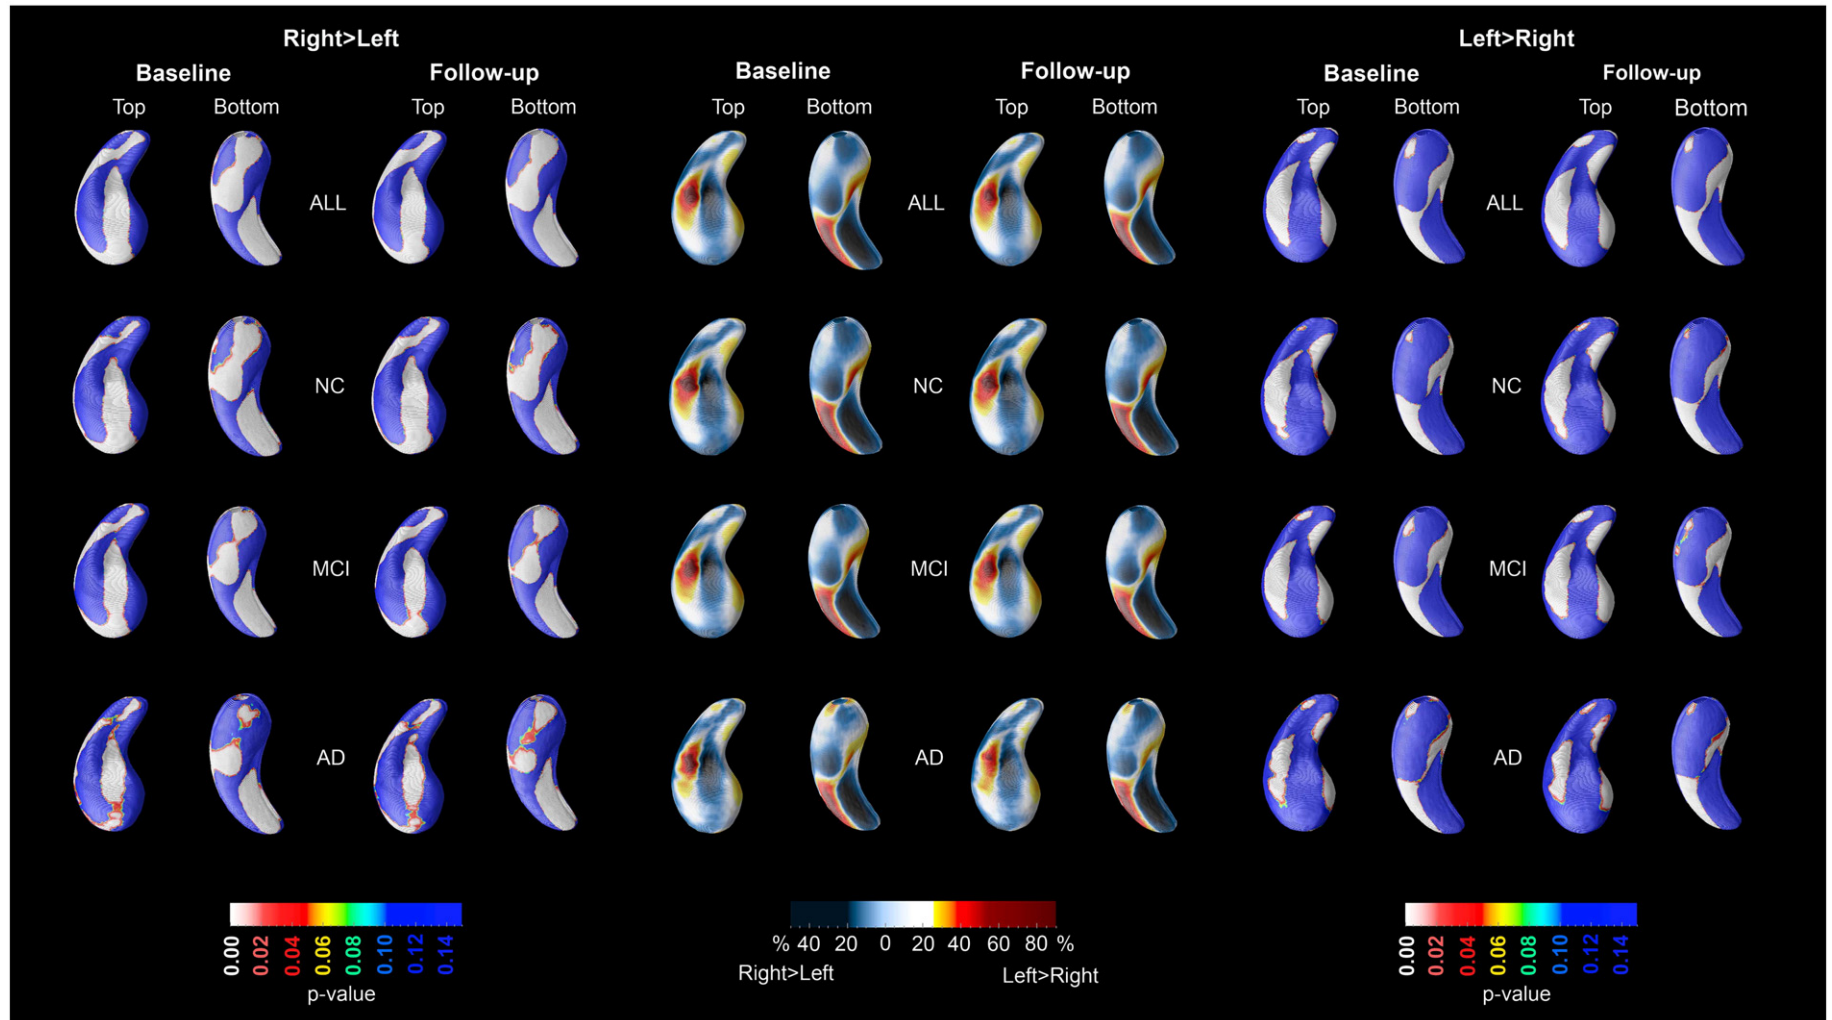 Right>Left
Left>Right
Baseline Follow-up Baseline Follow-up Baseline Follow-up
Top Bottom Top Bottom Top Bottom Top Bottom Top Bottom Top Bottom
ALL ALL ALL
NC NC NC
MCI MCI MCI
AD AD AD
0.00 0.02 0.04 0.06 0.08 0.10 0.12 0.14
p-value
% 40 20 0 20 40 60 80 %
Right>Left Left>Right
0.00 0.02 0.04 0.06 0.08 0.10 0.12 0.14
p-value